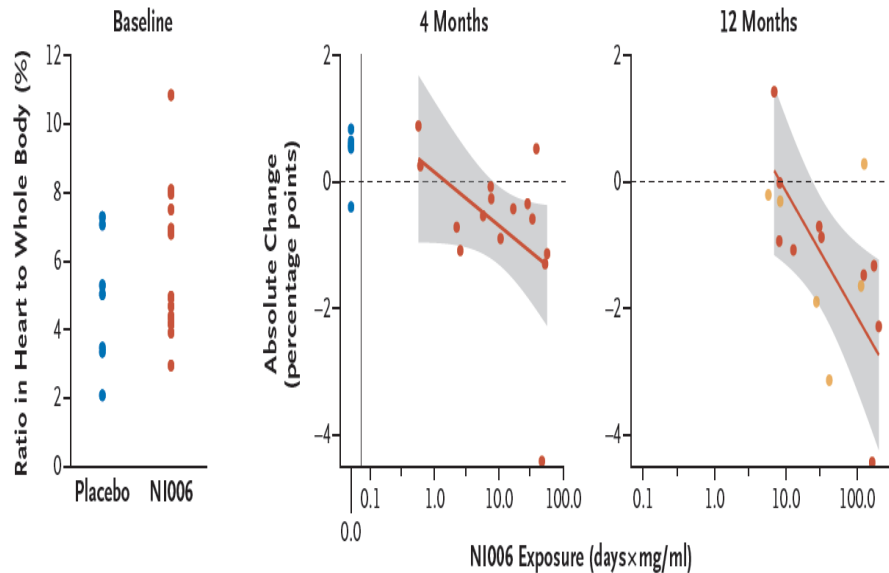 Baseline
4 Months
12 Months
Ratio in Heart to Whole Body (%)
12
10
8
6
4
2
0
Placebo NI006
Absolute Change
(percentage points)
2
0
−2
−4
0.0
0.1 1.0 10.0 100.0
2
0
−2
−4
0.1 1.0 10.0 100.0
NI006 Exposure (days×mg/ml)